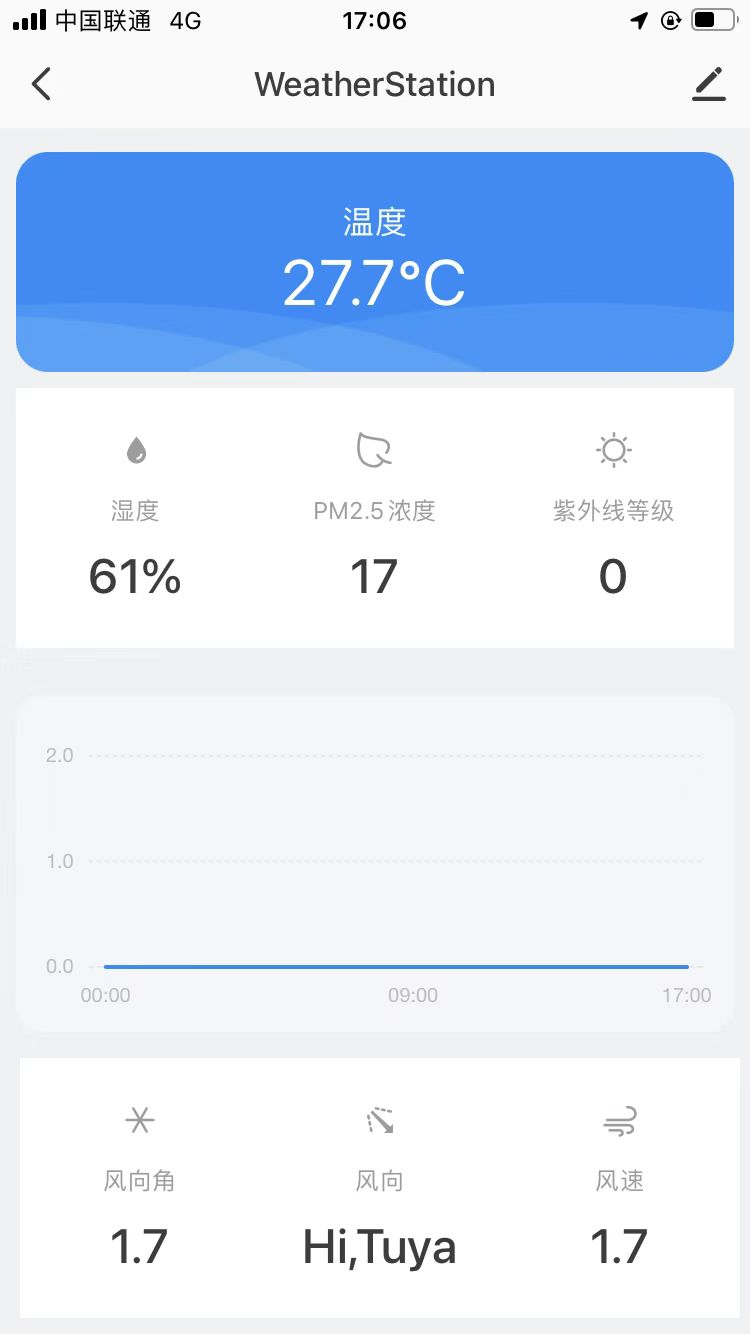 中国联通 4G 17:06
WeatherStation
温度
27.7°C
湿度 PM2.5 浓度 紫外线等级
61% 17 0
2.0
1.0
0.0
00:00 09:00 17:00
风向角 风向 风速
1.7 Hi,Tuya 1.7